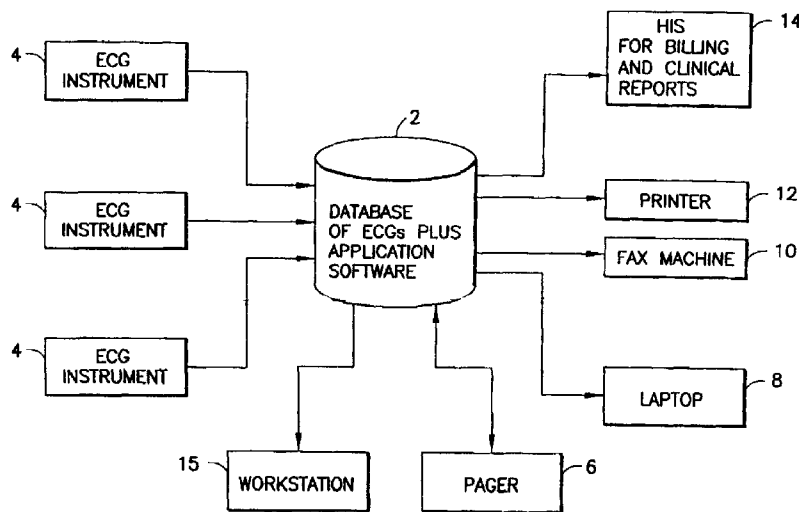 4
ECG
INSTRUMENT
4
ECG
INSTRUMENT
4
ECG
INSTRUMENT
2
DATABASE
OF ECGs PLUS
APPLICATION
SOFTWARE
HIS
FOR BILLING
AND CLINICAL
REPORTS
14
PRINTER
12
FAX MACHINE
10
LAPTOP
8
15
WORKSTATION
PAGER
6